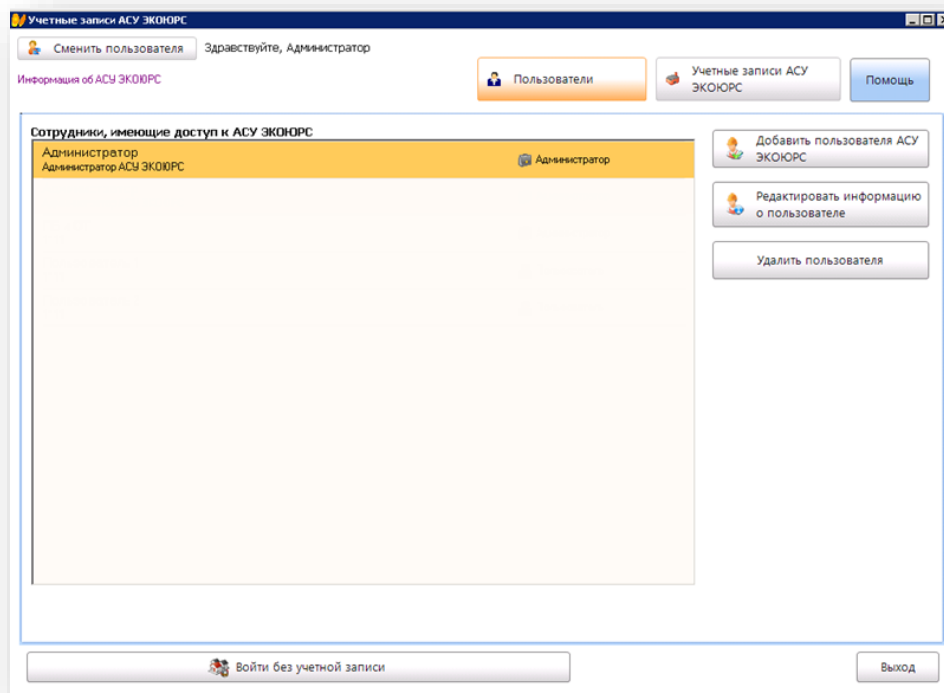 Учетные записи АСУ ЭКОЮРС
Сменить пользователя
Здравствуйте, Администратор
Информация об АСУ ЭКОЮРС
Пользователи
Учетные записи АСУ
ЭКОЮРС
Помощь
Сотрудники, имеющие доступ к АСУ ЭКОЮРС
Администратор
Администратор АСУ ЭКОЮРС
Администратор
Добавить пользователя АСУ
ЭКОЮРС
Редактировать информацию
о пользователе
Удалить пользователя
Войти без учетной записи
Выход